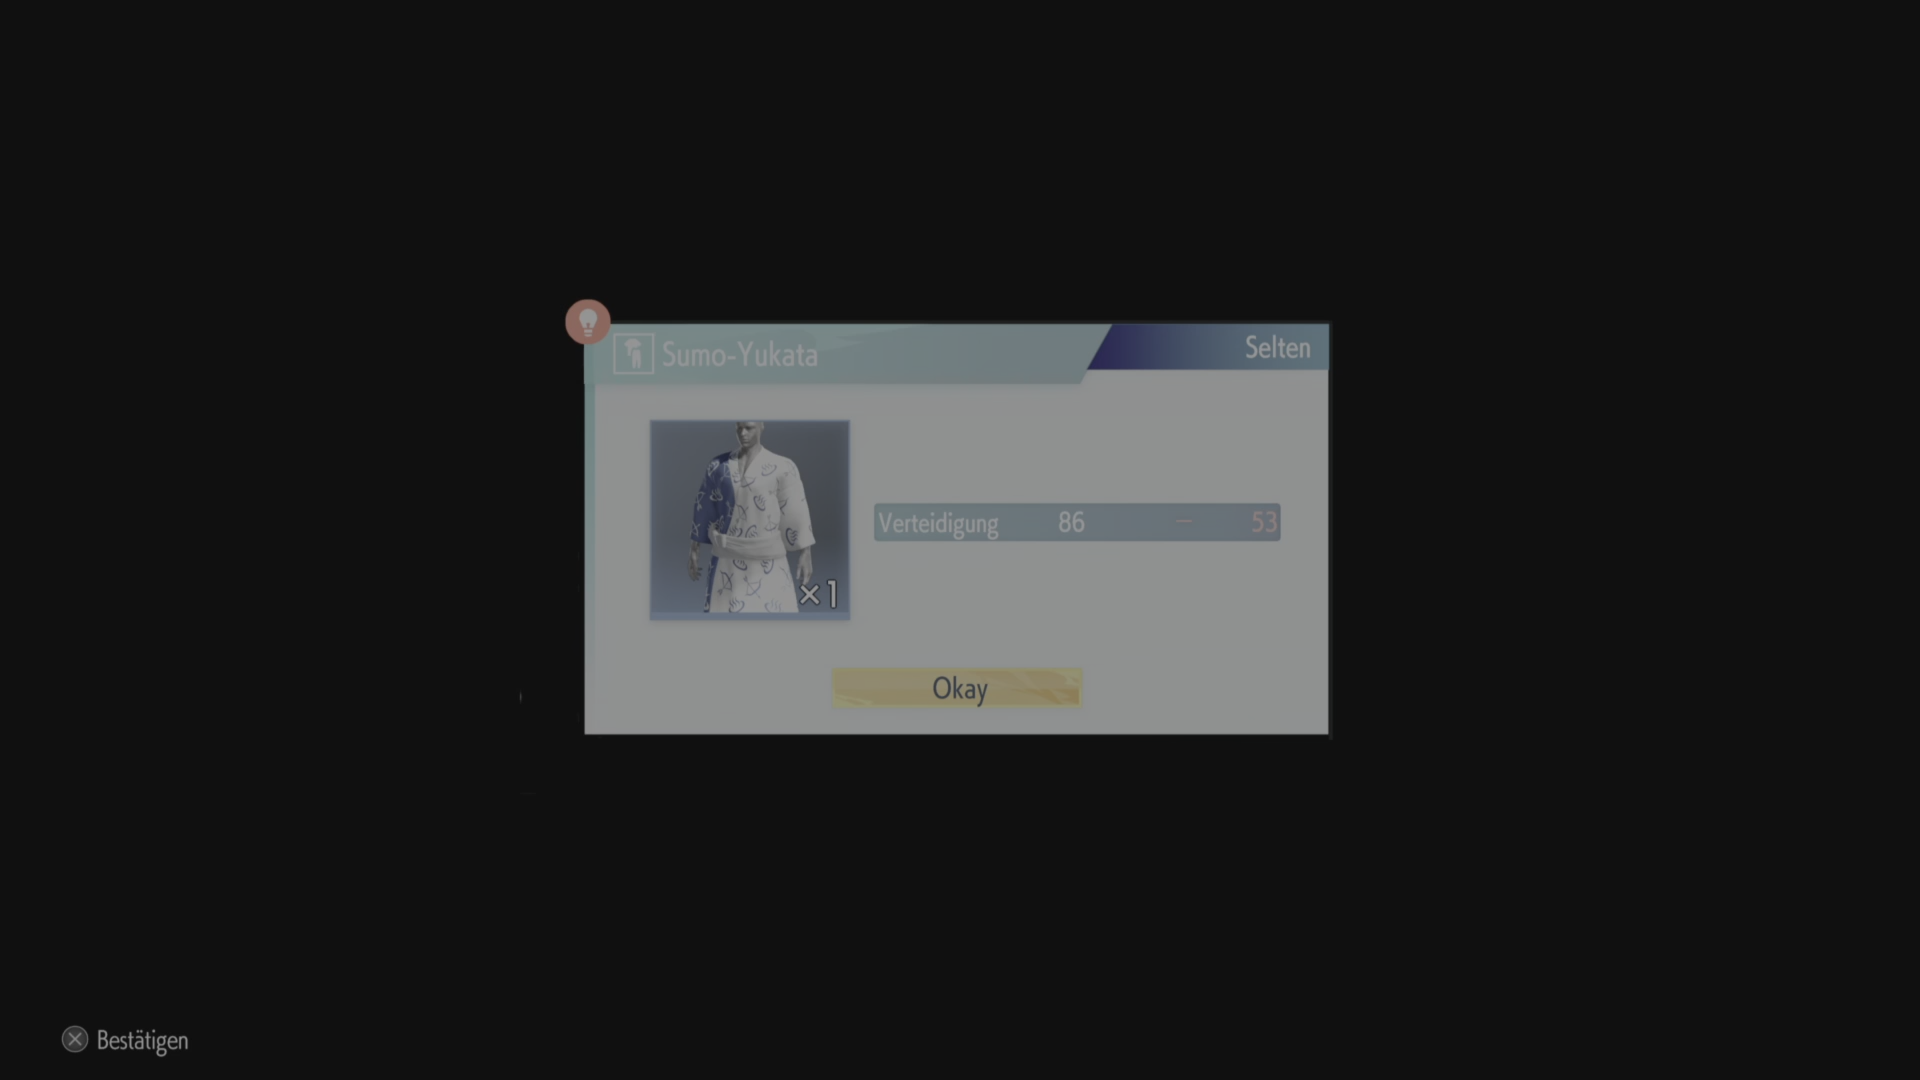 Sumo-Yukata
Selten
Verteidigung 86 — 53
×1
Okay
Bestätigen